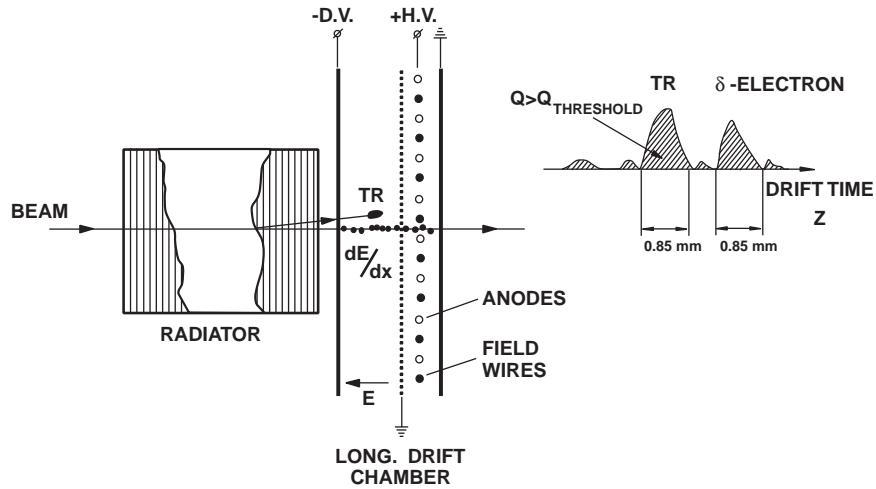 -D.V.
+H.V.
TR
δ -ELECTRON
Q>Q THRESHOLD
BEAM
TR
DRIFT TIME
Z
0.85 mm
0.85 mm
dE/dx
RADIATOR
ANODES
FIELD
WIRES
E
LONG. DRIFT
CHAMBER